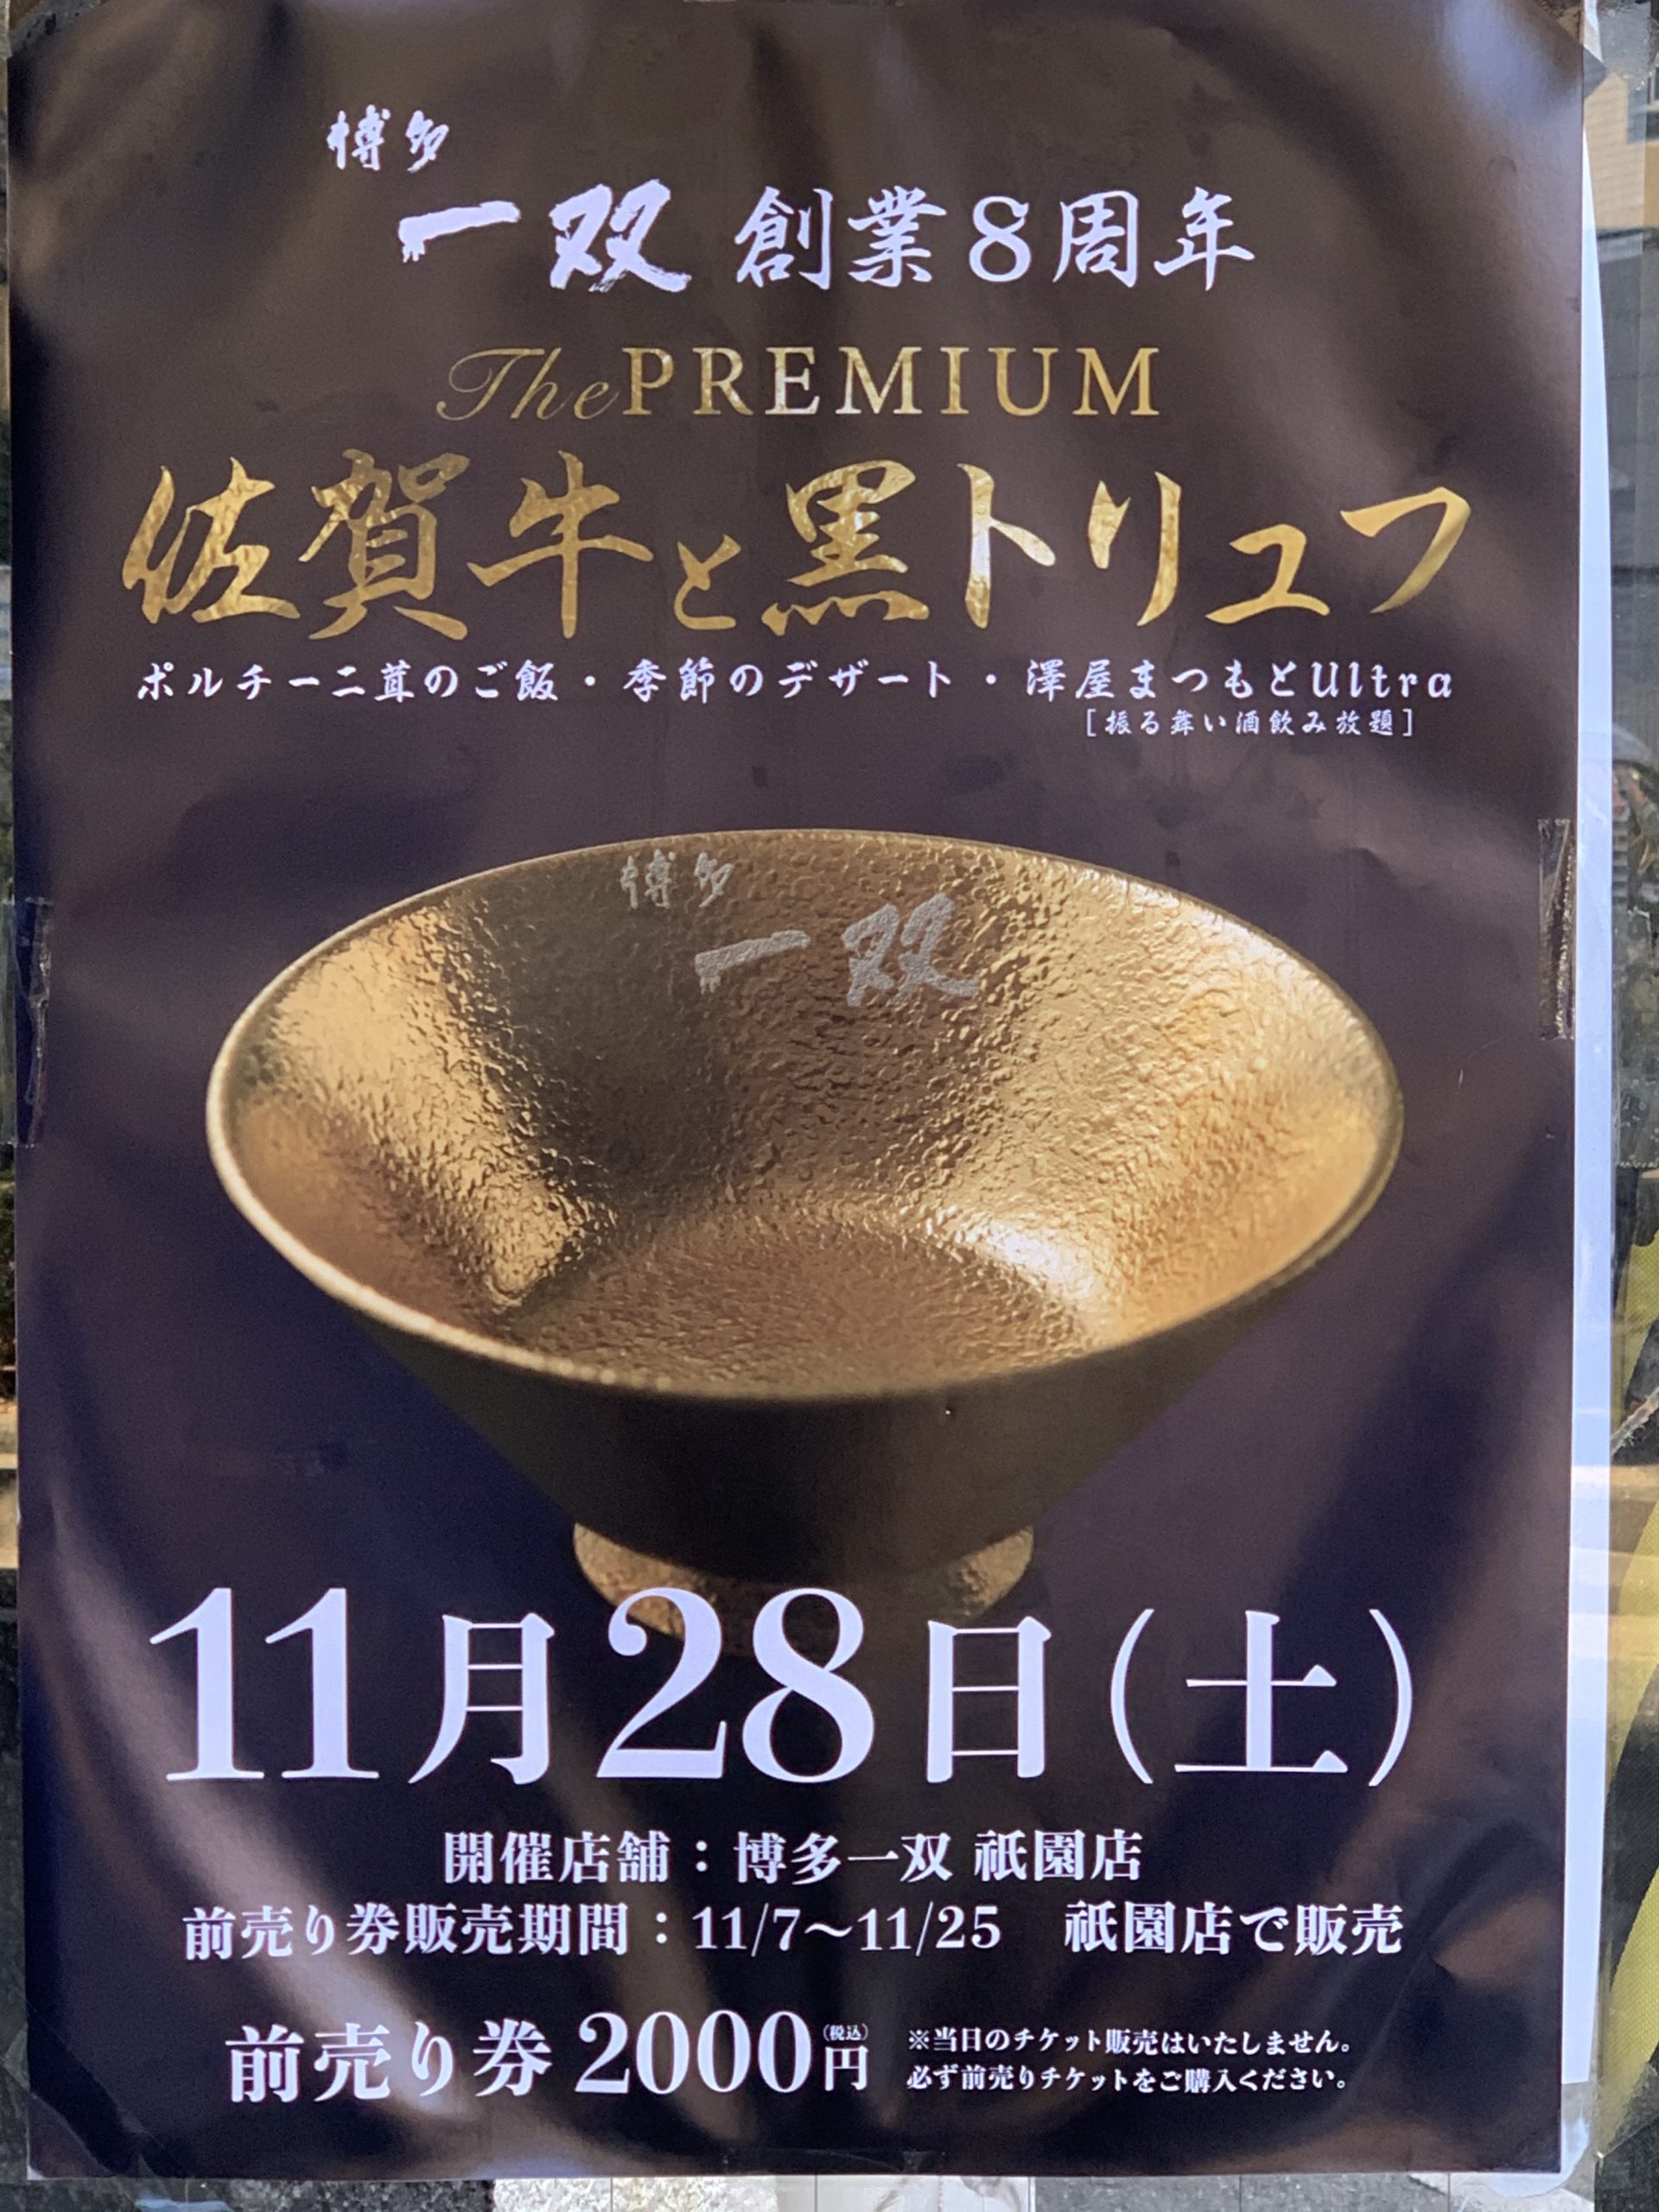 博多
一双 創業8周年
The PREMIUM
佐賀牛と黒トリュフ
ポルチーニ茸のご飯・季節のデザート・澤屋まつもとUltra
[振る舞い酒飲み放題]
博多
一双
11月28日(土)
開催店舗：博多一双 祇園店
前売り券販売期間：11/7〜11/25　祇園店で販売
前売り券 2000円(税込)
※当日のチケット販売はいたしません。
必ず前売りチケットをご購入ください。